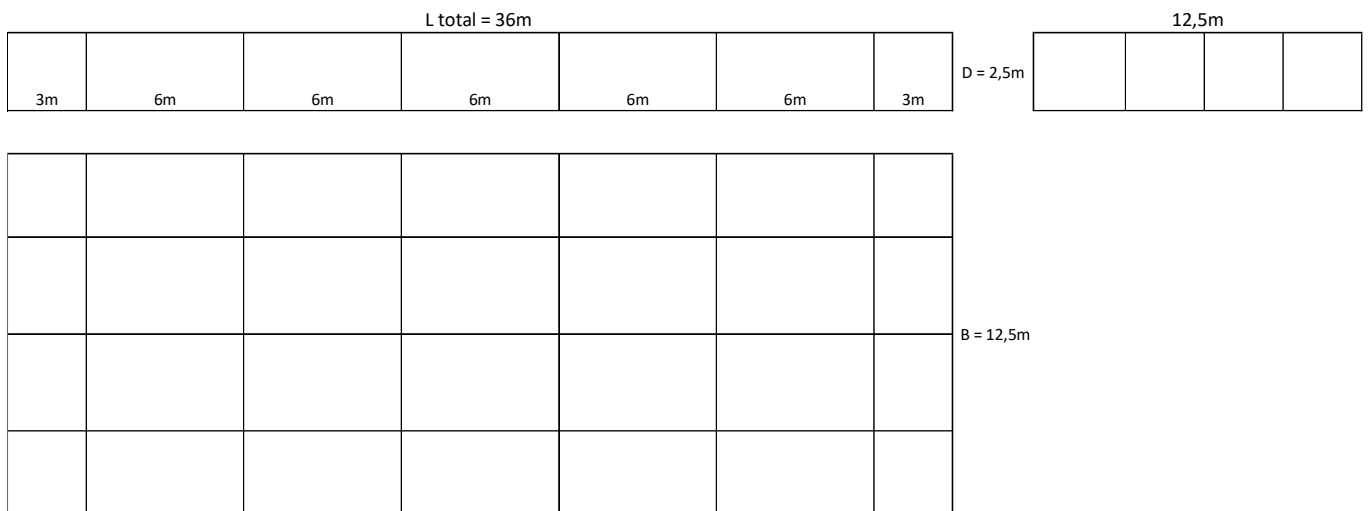 L total = 36m
12,5m
D = 2,5m
3m 6m 6m 6m 6m 6m 3m
B = 12,5m